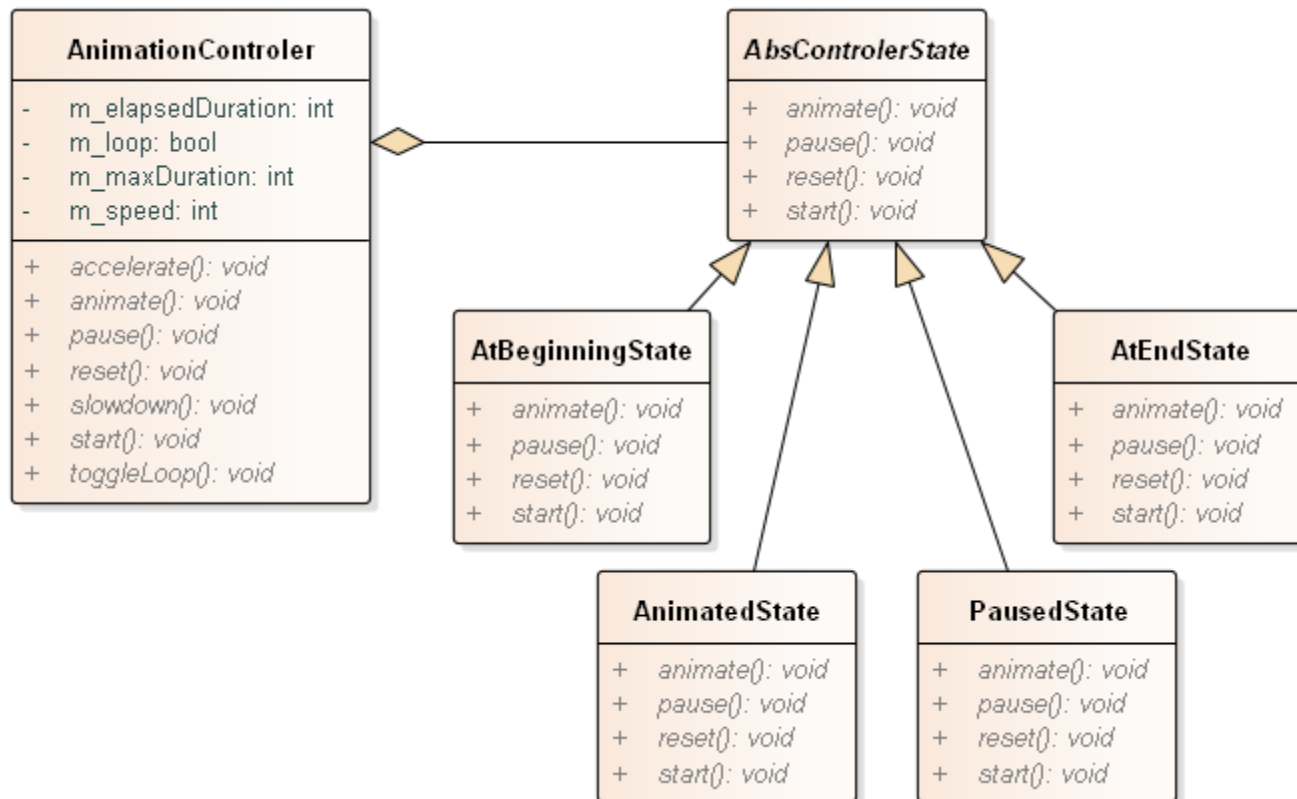 AnimationControler
- m_elapsedDuration: int
- m_loop: bool
- m_maxDuration: int
- m_speed: int
+ accelerate(): void
+ animate(): void
+ pause(): void
+ reset(): void
+ slowdown(): void
+ start(): void
+ toggleLoop(): void
AbsControlerState
+ animate(): void
+ pause(): void
+ reset(): void
+ start(): void
AtBeginningState
+ animate(): void
+ pause(): void
+ reset(): void
+ start(): void
AtEndState
+ animate(): void
+ pause(): void
+ reset(): void
+ start(): void
AnimatedState
+ animate(): void
+ pause(): void
+ reset(): void
+ start(): void
PausedState
+ animate(): void
+ pause(): void
+ reset(): void
+ start(): void